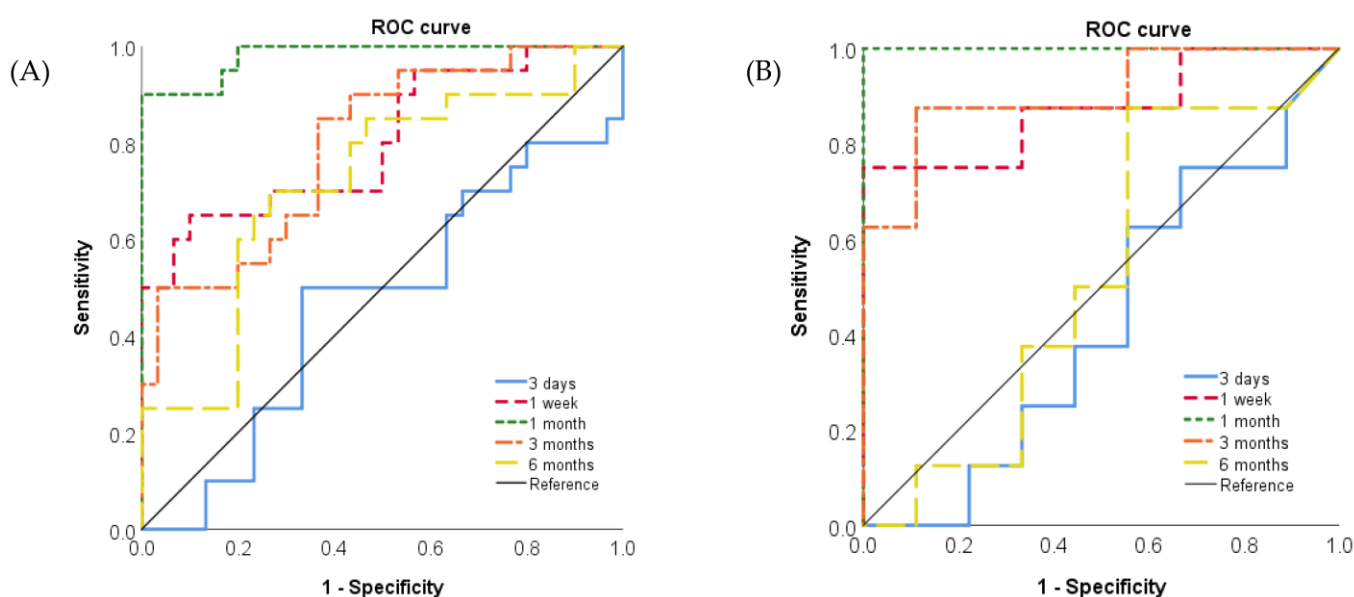 (A)
ROC curve
1.0
0.8
0.6
0.4
0.2
0.0
Sensitivity
0.0 0.2 0.4 0.6 0.8 1.0
1 - Specificity
3 days
1 week
1 month
3 months
6 months
Reference
(B)
ROC curve
1.0
0.8
0.6
0.4
0.2
0.0
Sensitivity
0.0 0.2 0.4 0.6 0.8 1.0
1 - Specificity
3 days
1 week
1 month
3 months
6 months
Reference